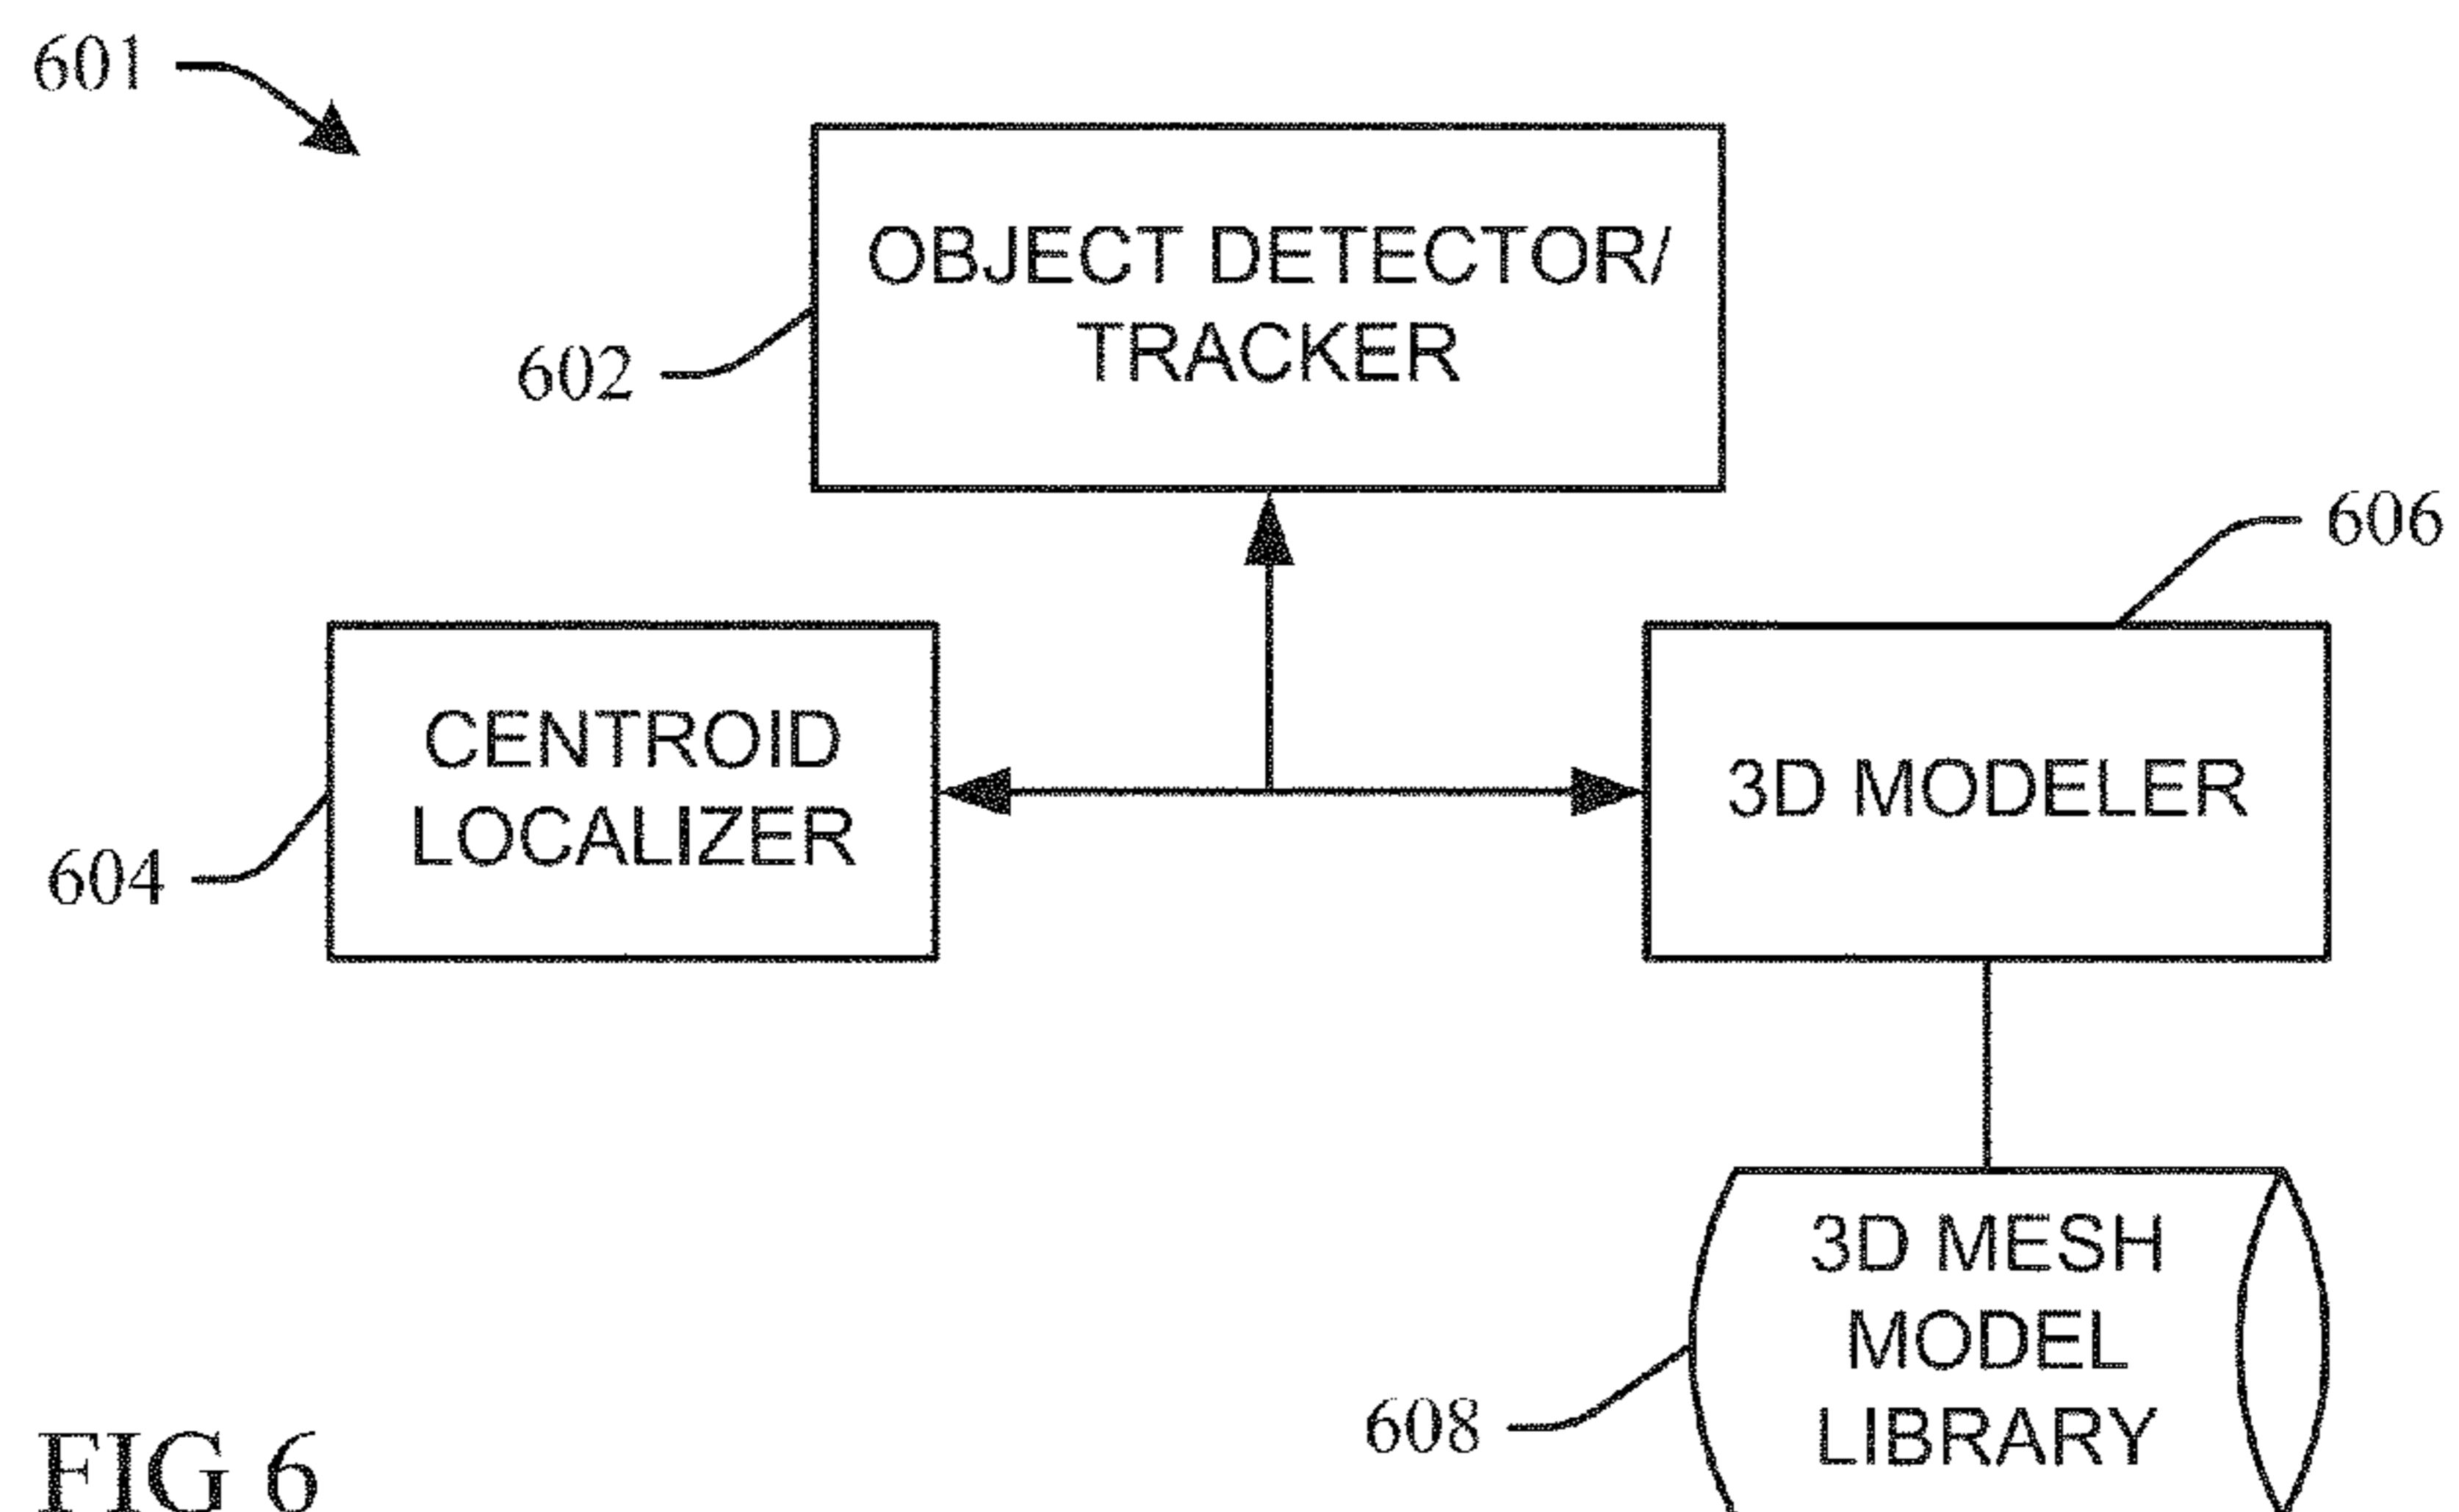 601
OBJECT DETECTOR/
TRACKER
602
606
CENTROID
LOCALIZER
3D MODELER
604
3D MESH
MODEL
LIBRARY
608
FIG 6